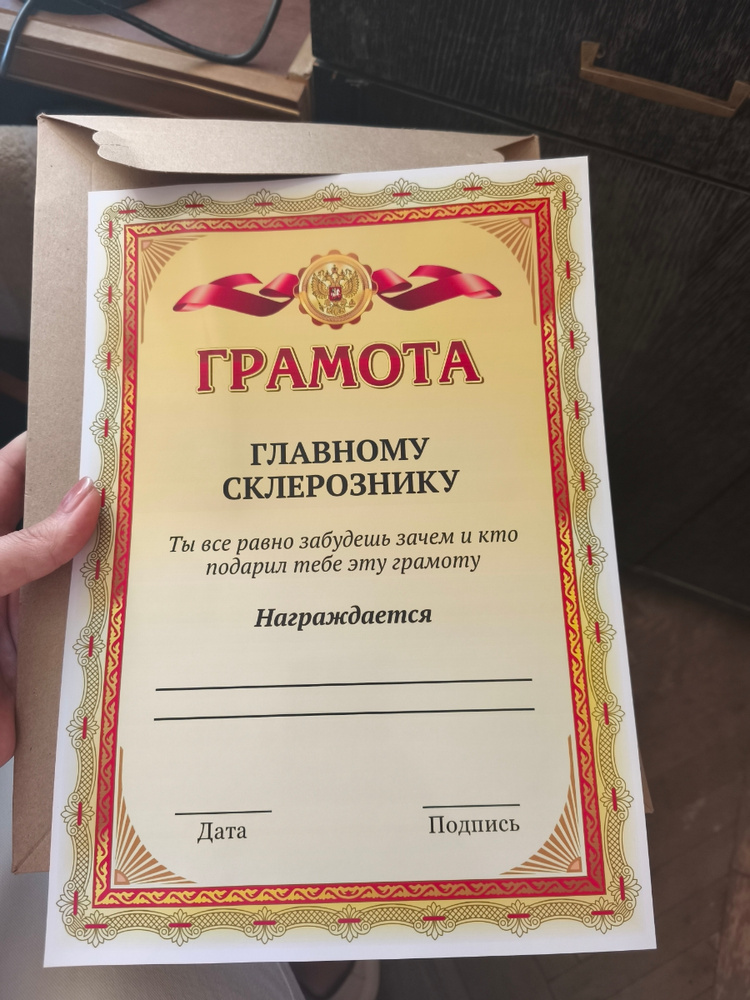 ГРАМОТА
ГЛАВНОМУ
СКЛЕРОЗНИКУ
Ты все равно забудешь зачем и кто
подарил тебе эту грамоту
Награждается
Дата
Подпись